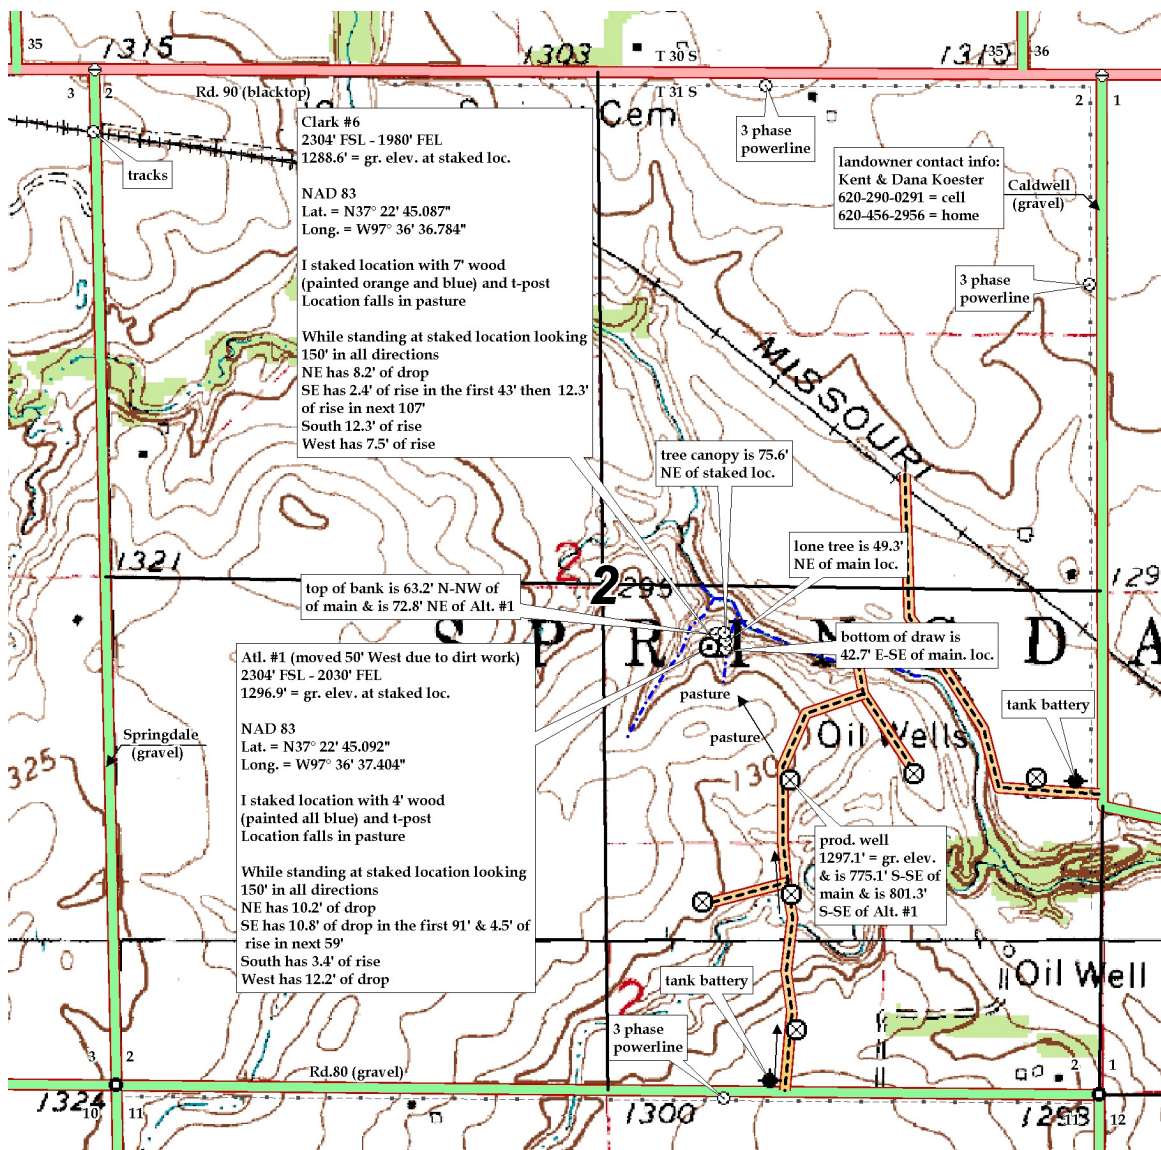 35
1315
1303
T 30 S
1313
35
36
3
2
Rd. 90 (blacktop)
T 31 S
2
1
Cem
3 phase
powerline
tracks
Clark #6
2304' FSL - 1980' FEL
1288.6' = gr. elev. at staked loc.
NAD 83
Lat. = N37° 22' 45.087"
Long. = W97° 36' 36.784"
I staked location with 7' wood
(painted orange and blue) and t-post
Location falls in pasture
While standing at staked location looking
150' in all directions
NE has 8.2' of drop
SE has 2.4' of rise in the first 43' then 12.3'
of rise in next 107'
South 12.3' of rise
West has 7.5' of rise
landowner contact info:
Kent & Dana Koester
620-290-0291 = cell
620-456-2956 = home
Caldwell
(gravel)
3 phase
powerline
MISSOURI
tree canopy is 75.6'
NE of staked loc.
lone tree is 49.3'
NE of main loc.
1321
2
2
1295
129
top of bank is 63.2' N-NW of
of main & is 72.8' NE of Alt. #1
S P R I N G D A
bottom of draw is
42.7' E-SE of main. loc.
Atl. #1 (moved 50' West due to dirt work)
2304' FSL - 2030' FEL
1296.9' = gr. elev. at staked loc.
NAD 83
Lat. = N37° 22' 45.092"
Long. = W97° 36' 37.404"
I staked location with 4' wood
(painted all blue) and t-post
Location falls in pasture
While standing at staked location looking
150' in all directions
NE has 10.2' of drop
SE has 10.8' of drop in the first 91' & 4.5' of
rise in next 59'
South has 3.4' of rise
West has 12.2' of drop
pasture
pasture
tank battery
Springdale
(gravel)
Oil Wells
1325
130
prod. well
1297.1' = gr. elev.
& is 775.1' S-SE of
main & is 801.3'
S-SE of Alt. #1
tank battery
Oil Well
2
3 phase
powerline
3
2
Rd.80 (gravel)
2
1
1324
10
11
1300
1293
11
12